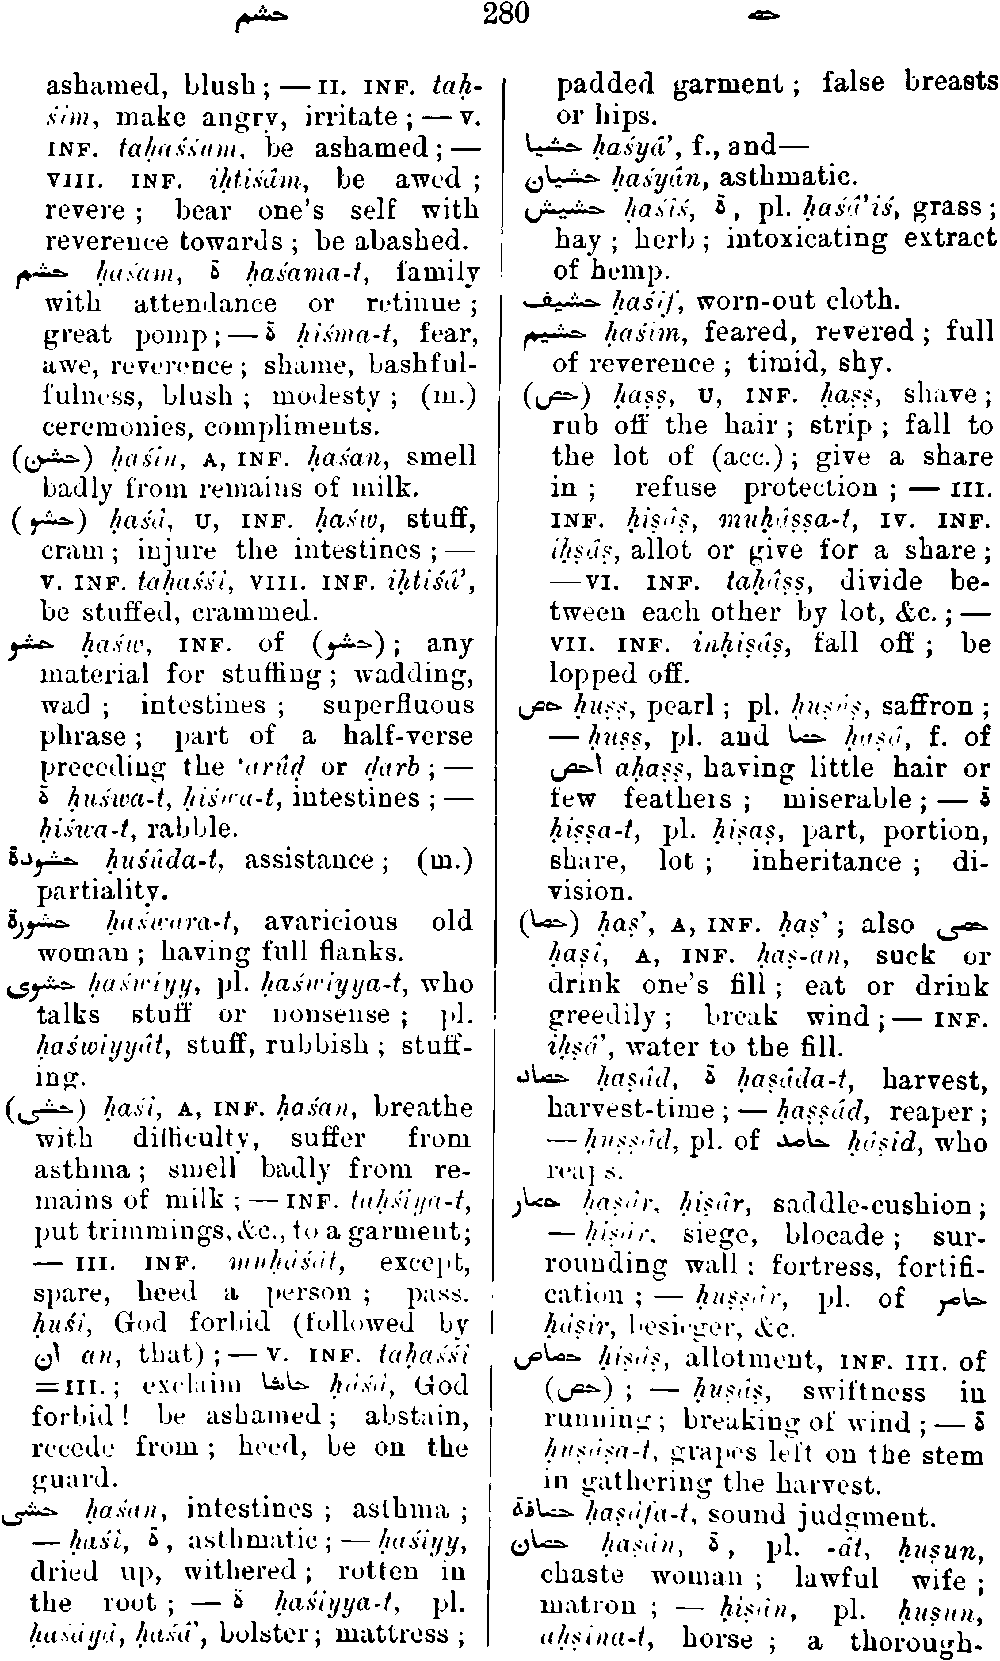 حشم 280 حص
ashamed, blush; — II. INF. taḥ-
śîm, make angry, irritate; — V.
INF. taḥaśśum, be ashamed; —
VIII. INF. iḥtiśâm, be awed;
revere; bear one's self with
reverence towards; be abashed.
حشم ḥaśam, ة ḥaśama-t, family
with attendance or retinue;
great pomp; — ة ḥiśma-t, fear,
awe, reverence; shame, bashful-
fulness, blush; modesty; (m.)
ceremonies, compliments.
(حشن) ḥaśin, A, INF. ḥaśan, smell
badly from remains of milk.
(حشو) ḥaśâ, U, INF. ḥaśw, stuff,
cram; injure the intestines; —
V. INF. taḥaśśî, VIII. INF. iḥtiśâ’,
be stuffed, crammed.
حشو ḥaśw, INF. of (حشو); any
material for stuffing; wadding,
wad; intestines; superfluous
phrase; part of a half-verse
preceding the ‘arûḍ or ḍarb; —
ة ḥuśwa-t, ḥiśwa-t, intestines; —
ḥiśwa-t, rabble.
حشودة ḥuśûda-t, assistance; (m.)
partiality.
حشورة ḥaśwara-t, avaricious old
woman; having full flanks.
حشوى ḥaświyy, pl. ḥaświyya-t, who
talks stuff or nonsense; pl.
ḥaświyyât, stuff, rubbish; stuff-
ing.
(حشى) ḥaśî, A, INF. ḥaśan, breathe
with difficulty, suffer from
asthma; smell badly from re-
mains of milk; — INF. taḥśiya-t,
put trimmings, &c., to a garment;
— III. INF. muḥâśât, except,
spare, heed a person; pass.
ḥuśî, God forbid (followed by
ان an, that); — V. INF. taḥaśśî
= III.; exclaim حاشا ḥâśâ, God
forbid! be ashamed; abstain,
recede from; heed, be on the
guard.
حشى ḥaśan, intestines; asthma;
— ḥaśî, ة, asthmatic; — ḥaśiyy,
dried up, withered; rotten in
the root; — ة ḥaśiyya-t, pl.
ḥaśâyâ, ḥaśâ’, bolster; mattress;
padded garment; false breasts
or hips.
حشيا ḥaśyâ’, f., and—
حشيان ḥaśyân, asthmatic.
حشيش ḥaśîś, ة, pl. ḥaśâ’iś, grass;
hay; herb; intoxicating extract
of hemp.
حشيف ḥaśîf, worn-out cloth.
حشيم ḥaśîm, feared, revered; full
of reverence; timid, shy.
(حص) ḥaṣṣ, U, INF. ḥaṣṣ, shave;
rub off the hair; strip; fall to
the lot of (acc.); give a share
in; refuse protection; — III.
INF. ḥiṣâṣ, muḥâṣṣa-t, IV. INF.
iḥṣâṣ, allot or give for a share;
— VI. INF. taḥâṣṣ, divide be-
tween each other by lot, &c.; —
VII. INF. inḥiṣâṣ, fall off; be
lopped off.
حص ḥuṣṣ, pearl; pl. ḥuṣûṣ, saffron;
— ḥuṣṣ, pl. and حصا ḥaṣâ, f. of
احص aḥaṣṣ, having little hair or
few feathers; miserable; — ة
ḥiṣṣa-t, pl. ḥiṣaṣ, part, portion,
share, lot; inheritance; di-
vision.
(حصا) ḥaṣ’, A, INF. ḥaṣ’; also حصى
ḥaṣî, A, INF. ḥaṣ-an, suck or
drink one's fill; eat or drink
greedily; break wind; — INF.
iḥṣâ’, water to the fill.
حصاد ḥaṣâd, ة ḥaṣâda-t, harvest,
harvest-time; — ḥaṣṣâd, reaper;
— ḥuṣṣâd, pl. of حاصد ḥâṣid, who
reaps.
حصار ḥaṣâr, ḥiṣâr, saddle-cushion;
— ḥiṣâr, siege, blocade; sur-
rounding wall; fortress, fortifi-
cation; — ḥuṣṣâr, pl. of حاصر
ḥâṣir, besieger, &c.
حصاص ḥiṣâṣ, allotment, INF. III. of
(حص); — ḥuṣâṣ, swiftness in
running; breaking of wind; — ة
ḥuṣâṣa-t, grapes left on the stem
in gathering the harvest.
حصافة ḥaṣâfa-t, sound judgment.
حصان ḥaṣân, ة, pl. -ât, ḥuṣun,
chaste woman; lawful wife;
matron; — ḥiṣân, pl. ḥuṣun,
aḥṣina-t, horse; a thorough-